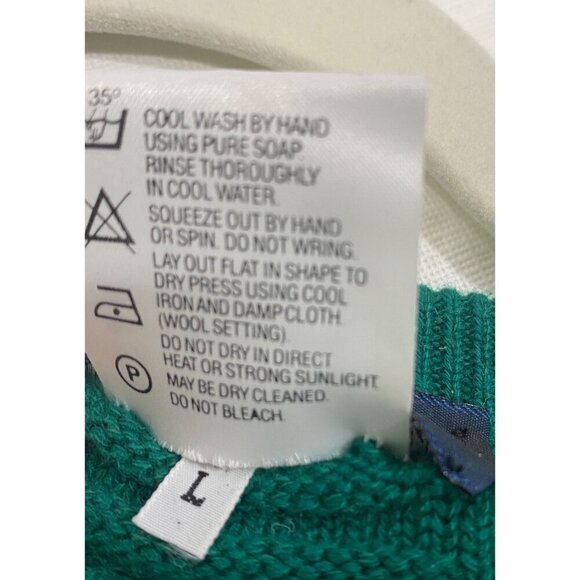 35°
COOL WASH BY HAND
USING PURE SOAP.
RINSE THOROUGHLY
IN COOL WATER.
SQUEEZE OUT BY HAND
OR SPIN. DO NOT WRING.
LAY OUT FLAT IN SHAPE TO
DRY PRESS USING COOL
IRON AND DAMP CLOTH.
(WOOL SETTING).
DO NOT DRY IN DIRECT
HEAT OR STRONG SUNLIGHT.
P
MAY BE DRY CLEANED.
DO NOT BLEACH.
L